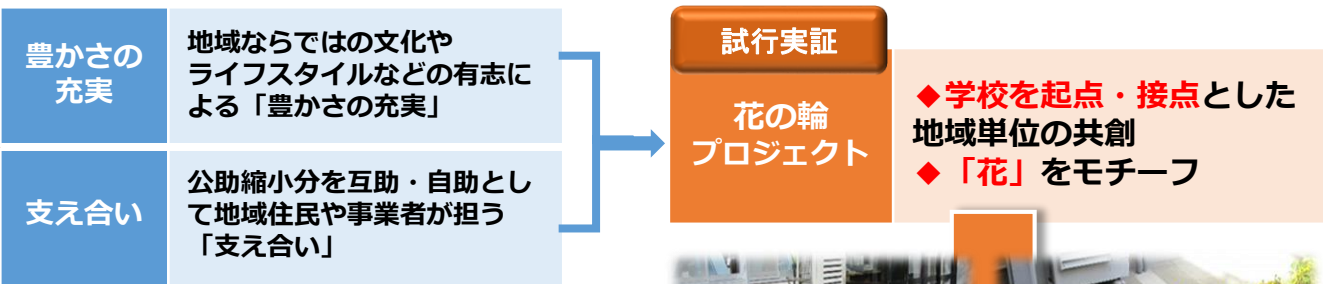 豊かさの
充実
地域ならではの文化や
ライフスタイルなどの有志に
よる「豊かさの充実」
支え合い
公助縮小分を互助・自助とし
て地域住民や事業者が担う
「支え合い」
試行実証
花の輪
プロジェクト
◆学校を起点・接点とした
地域単位の共創
◆「花」をモチーフ